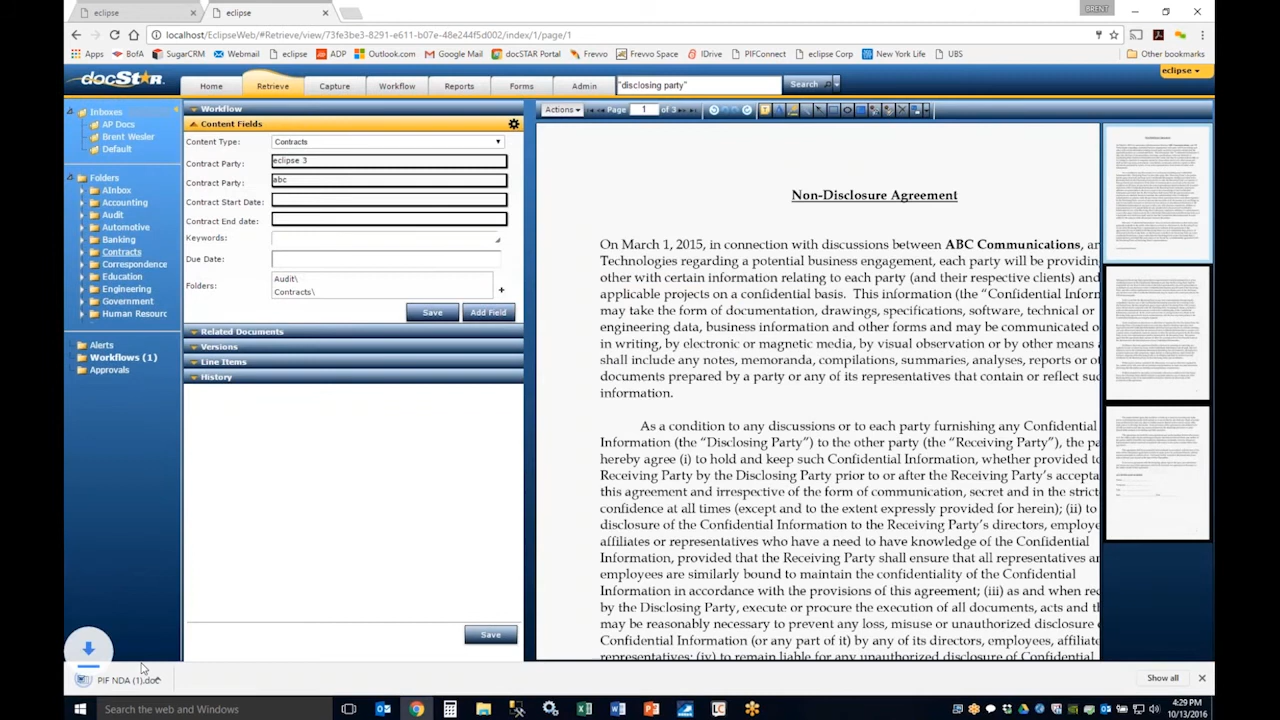 eclipse
eclipse
BRENT
localhost/EclipseWeb/#Retrieve/view/73fe3be3-8291-e611-b07e-48e244f5d002/index/1/page/1
Apps BofA SugarCRM Webmail eclipse ADP Outlook.com Google Mail docSTAR Portal Frevvo Frevvo Space IDrive PIFConnect eclipse Corp New York Life UBS Other bookmarks
docSTAR
Home Retrieve Capture Workflow Reports Forms Admin "disclosing party" Search eclipse
Inboxes
AP Docs
Brent Wesler
Default
Folders
AInbox
Accounting
Audit
Automotive
Banking
Contracts
Correspondence
Education
Engineering
Government
Human Resourc
Alerts
Workflows (1)
Approvals
Workflow
Content Fields
Content Type: Contracts
Contract Party: eclipse 3
Contract Party: abc
Contract Start Date:
Contract End date:
Keywords:
Due Date:
Folders: Audit\
Contracts\
+
Save Add Field
Related Documents
Versions
Line Items
History
Save
Actions Page 1 of 3
Non-Disclosure Agreement
On March 1, 2015, in connection with discussions between ABC Communications, an
Technologies regarding a potential business engagement, each party will be providin
other with certain information relating to each party (and their respective clients) and
applicable projects on a confidential basis. This information (the "Confidential Inforn
may take the form of documentation, drawings, specifications, software, technical or
engineering data, business information and other forms and may be communicated o
in writing, by electronic or magnetic media, by visual observation or by other means a
shall include any notes, memoranda, compilations, summaries, analyses, reports or o
documents prepared by a party or any of its representatives that contain or reflect suc
information.
As a condition to any discussions or to each party furnishing any Confidential
Information (the "Disclosing Party") to the other party (the "Receiving Party"), the pa
hereby agree (i) to hold and keep such Confidential Information, whether provided to
Receiving Party by the Disclosing Party prior to or after the Receiving Party's accepta
this agreement and irrespective of the form of communication, secret and in the strict
confidence at all times (except and to the extent expressly provided for herein); (ii) to
disclosure of the Confidential Information to the Receiving Party's directors, employe
affiliates or representatives who have a need to have knowledge of the Confidential
Information, provided that the Receiving Party shall ensure that all representatives an
employees are similarly bound to maintain the confidentiality of the Confidential
Information in accordance with the provisions of this agreement; (iii) as and when rec
by the Disclosing Party, execute or procure the execution of all documents, acts and th
may be reasonably necessary to prevent any loss, misuse or unauthorized disclosure o
Confidential Information (or any part of it) by any of its directors, employees, affiliate
representatives; (iv) to remain liable for any unauthorized disclosure of Confidential
PIF NDA (1).doc
Show all
Search the web and Windows
4:29 PM
10/13/2016